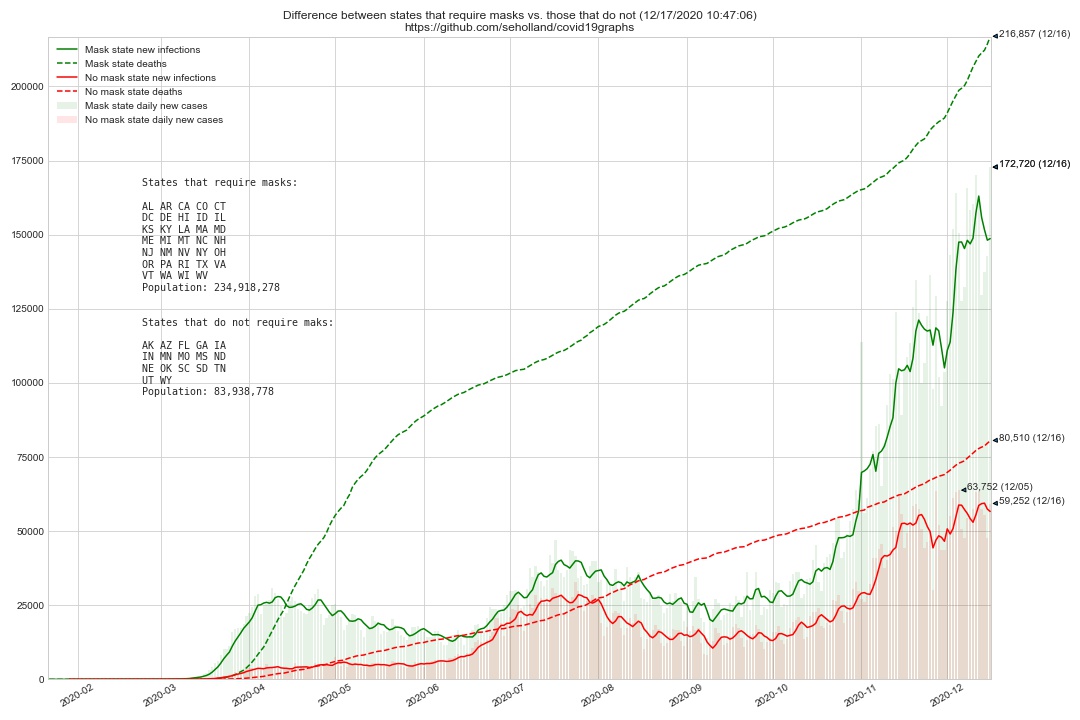 Difference between states that require masks vs. those that do not (12/17/2020 10:47:06)
https://github.com/seholland/covid19graphs
Mask state new infections
Mask state deaths
No mask state new infections
No mask state deaths
Mask state daily new cases
No mask state daily new cases
States that require masks:
AL AR CA CO CT
DC DE HI ID IL
KS KY LA MA MD
ME MI MT NC NH
NJ NM NV NY OH
OR PA RI TX VA
VT WA WI WV
Population: 234,918,278
States that do not require maks:
AK AZ FL GA IA
IN MN MO MS ND
NE OK SC SD TN
UT WY
Population: 83,938,778
216,857 (12/16)
172,720 (12/16)
80,510 (12/16)
63,752 (12/05)
59,252 (12/16)
200000
175000
150000
125000
100000
75000
50000
25000
0
2020-02
2020-03
2020-04
2020-05
2020-06
2020-07
2020-08
2020-09
2020-10
2020-11
2020-12